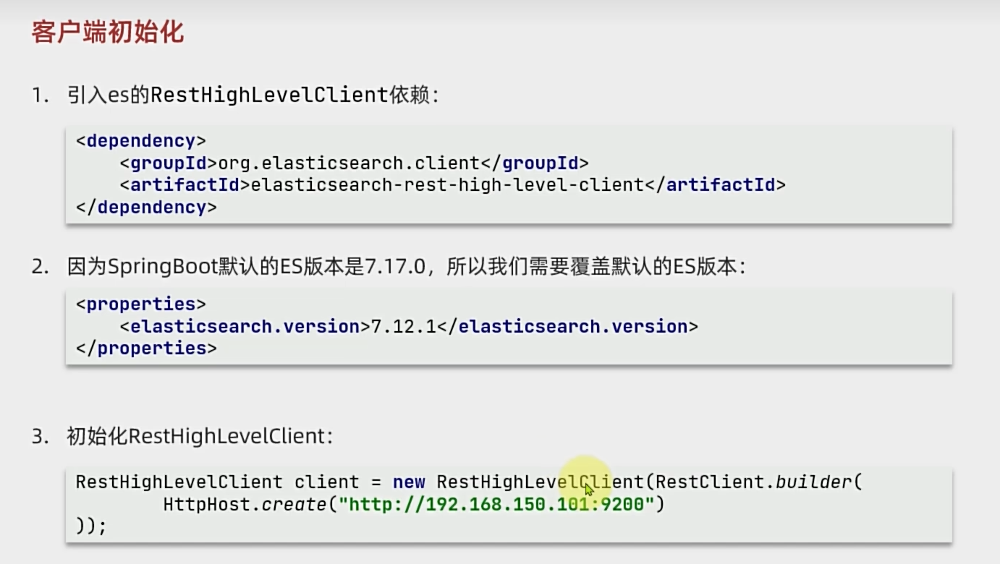 客户端初始化
1. 引入es的RestHighLevelClient依赖：
<dependency>
    <groupId>org.elasticsearch.client</groupId>
    <artifactId>elasticsearch-rest-high-level-client</artifactId>
</dependency>
2. 因为SpringBoot默认的ES版本是7.17.0，所以我们需要覆盖默认的ES版本：
<properties>
    <elasticsearch.version>7.12.1</elasticsearch.version>
</properties>
3. 初始化RestHighLevelClient：
RestHighLevelClient client = new RestHighLevelClient(RestClient.builder(
        HttpHost.create("http://192.168.150.101:9200")
));